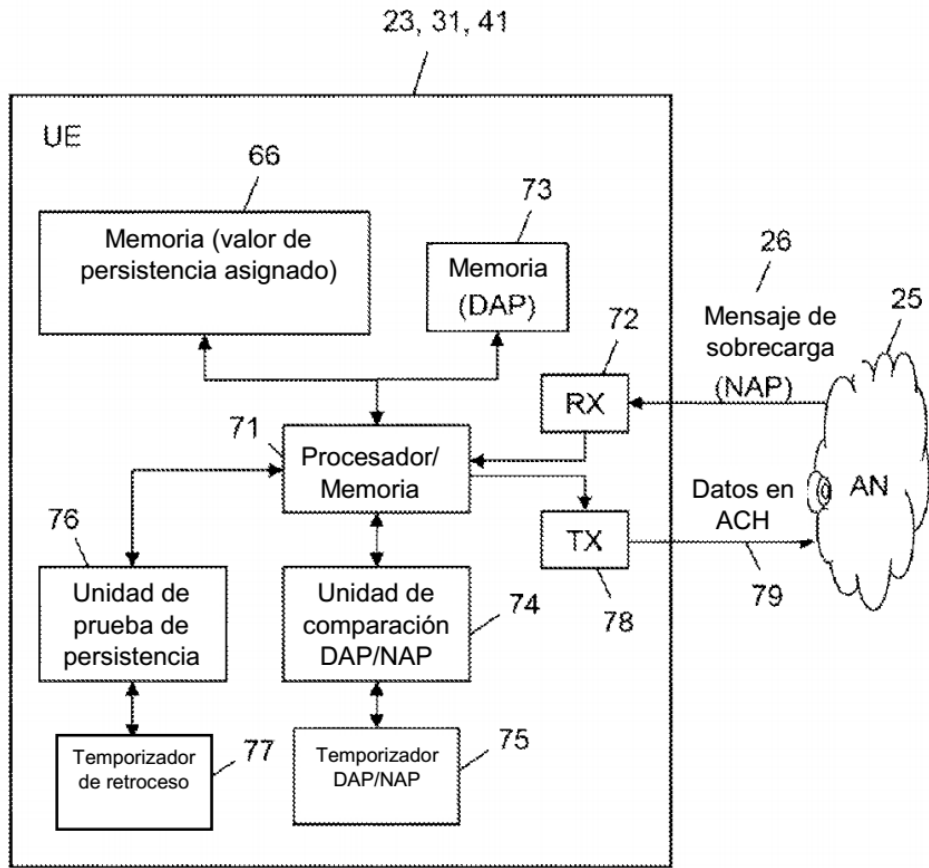 23, 31, 41
UE
66
Memoria (valor de
persistencia asignado)
73
Memoria
(DAP)
26
Mensaje de
sobrecarga
(NAP)
25
72
RX
71
Procesador/
Memoria
AN
Datos en
ACH
76
TX
79
Unidad de
prueba de
persistencia
Unidad de
comparación
DAP/NAP
74
78
Temporizador
de retroceso
77
Temporizador
DAP/NAP
75